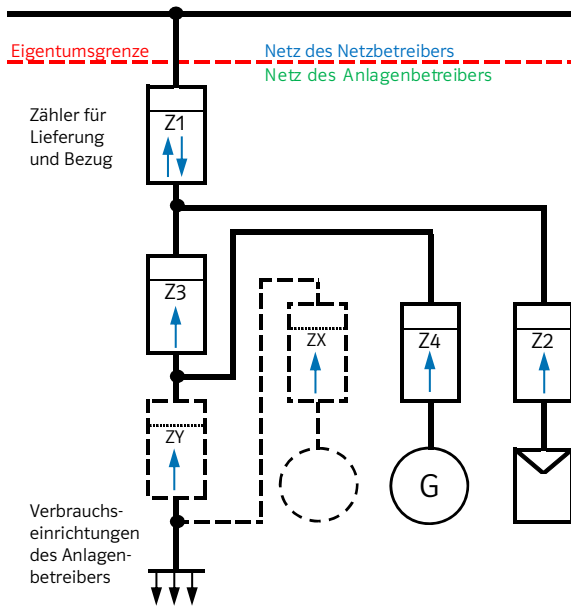 Eigentumsgrenze
Netz des Netzbetreibers
Netz des Anlagenbetreibers
Zähler für
Lieferung
und Bezug
Z1
Z3
ZX
Z4
Z2
ZY
G
Verbrauchs-
einrichtungen
des Anlagen-
betreibers